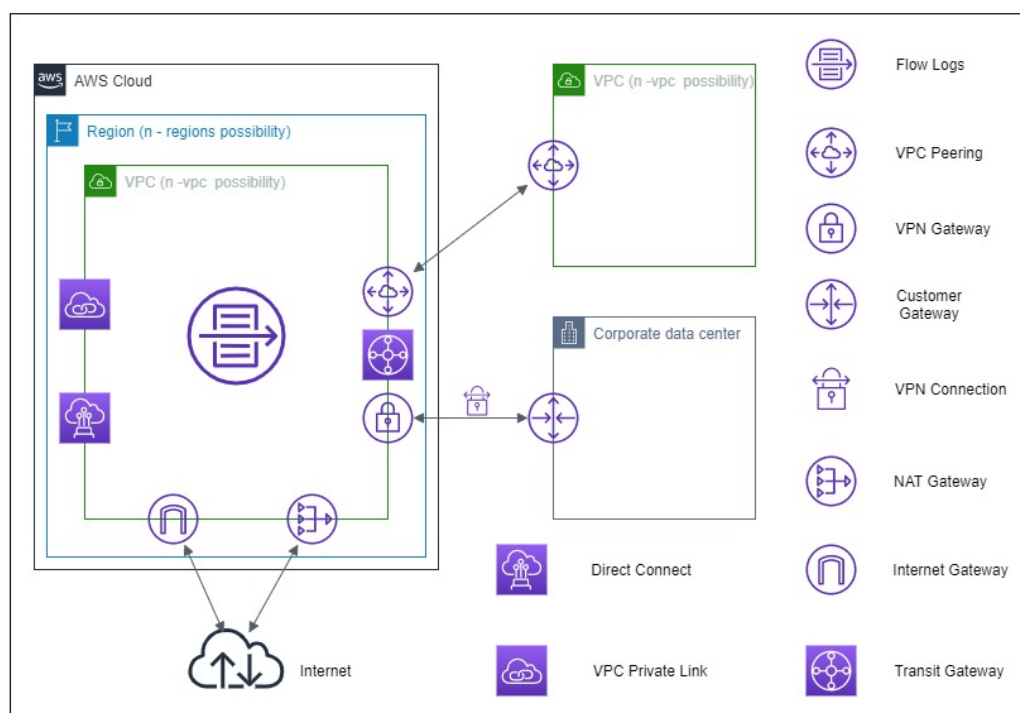 aws
AWS Cloud
Region (n - regions possibility)
VPC (n -vpc possibility)
VPC (n -vpc possibility)
Corporate data center
Internet
Direct Connect
VPC Private Link
Flow Logs
VPC Peering
VPN Gateway
Customer
Gateway
VPN Connection
NAT Gateway
Internet Gateway
Transit Gateway